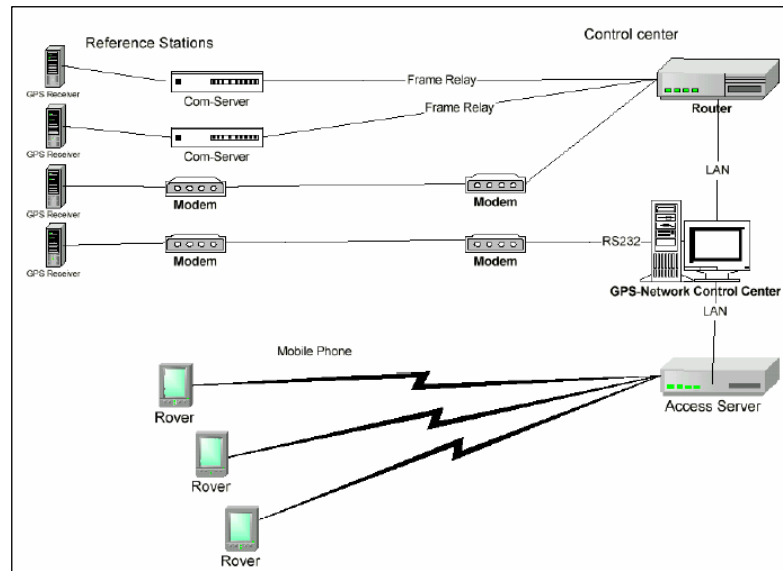 Reference Stations
Control center
GPS Receiver
Com-Server
Frame Relay
Router
GPS Receiver
Com-Server
Frame Relay
LAN
GPS Receiver
Modem
Modem
GPS Receiver
Modem
Modem
RS232
GPS-Network Control Center
LAN
Mobile Phone
Rover
Access Server
Rover
Rover